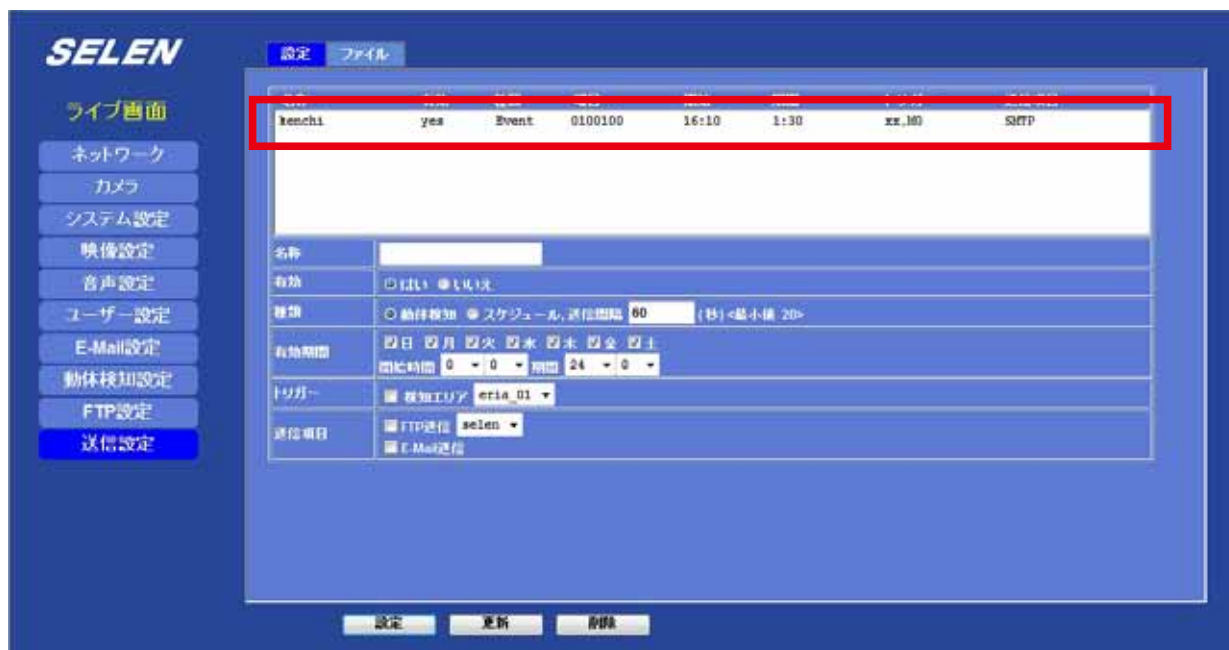 SELEN
設定 ファイル
ライブ画面
ネットワーク
カメラ
システム設定
映像設定
音声設定
ユーザー設定
E-Mail設定
動体検知設定
FTP設定
送信設定
kenchi yes Event 0100100 16:10 1:30 xx,M0 SMTP
名称
有効 はい いいえ
種類 動体検知 スケジュール,送信間隔 60 (秒)<最小値 20>
有効期間 日 月 火 水 木 金 土
開始時間 0 0 期間 24 0
トリガー 検知エリア eria_01
送信項目 FTP送信 selen
E-Mail送信
設定 更新 削除